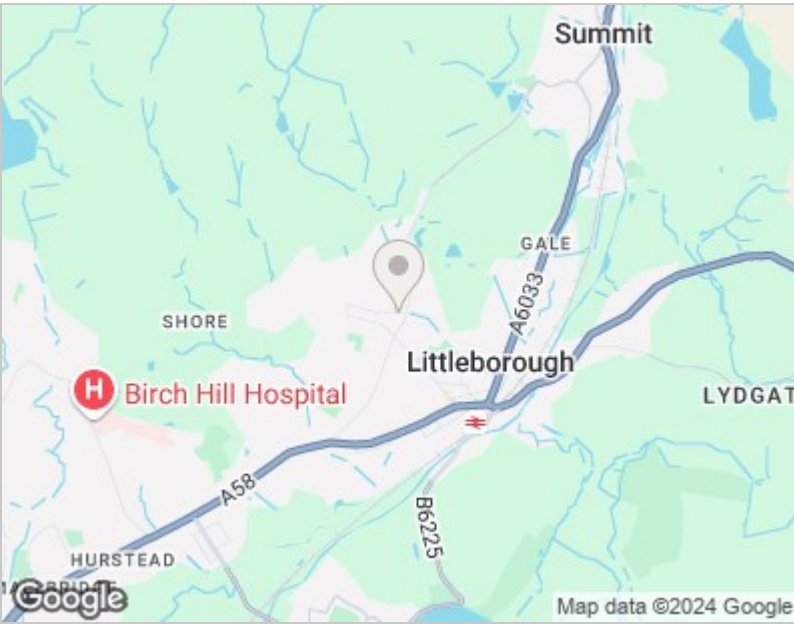 Summit
GALE
A6033
SHORE
Littleborough
H
Birch Hill Hospital
LYDGAT
A58
B6225
HURSTEAD
Google
Map data ©2024 Google